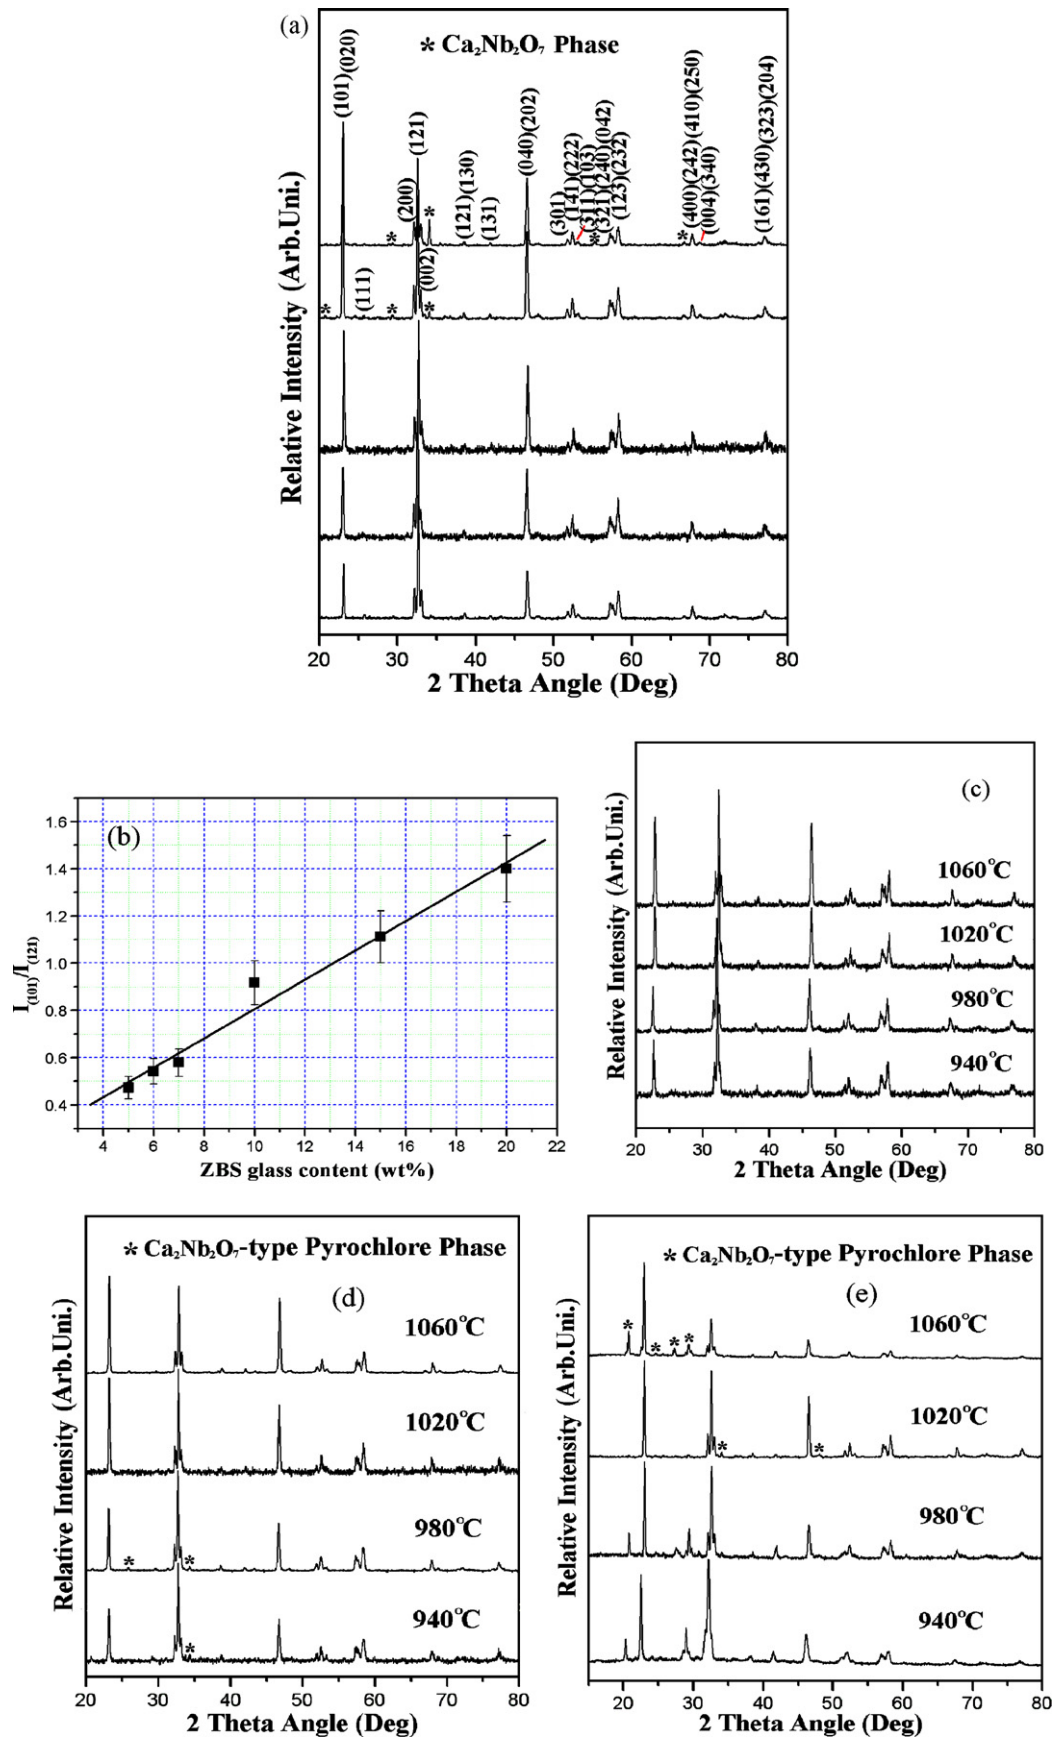 (a)
* Ca₂Nb₂O₇ Phase
(101)(020)
(111)
(200)
(121)
(002)
(121)(130)
(131)
(040)(202)
(301)
(141)(222)
(311)(103)
(321)(240)(042)
(123)(232)
(400)(242)(410)(250)
(004)(340)
(161)(430)(323)(204)
* * * * * * *
Relative Intensity (Arb.Uni.)
20 30 40 50 60 70 80
2 Theta Angle (Deg)
(b)
I(101)/I(121)
1.6
1.4
1.2
1.0
0.8
0.6
0.4
4 6 8 10 12 14 16 18 20 22
ZBS glass content (wt%)
(c)
Relative Intensity (Arb.Uni.)
1060°C
1020°C
980°C
940°C
20 30 40 50 60 70 80
2 Theta Angle (Deg)
* Ca₂Nb₂O₇-type Pyrochlore Phase
(d)
Relative Intensity (Arb.Uni.)
1060°C
1020°C
980°C
* *
940°C
*
20 30 40 50 60 70 80
2 Theta Angle (Deg)
* Ca₂Nb₂O₇-type Pyrochlore Phase
(e)
Relative Intensity (Arb.Uni.)
1060°C
* * * *
1020°C
* *
980°C
940°C
20 30 40 50 60 70 80
2 Theta Angle (Deg)